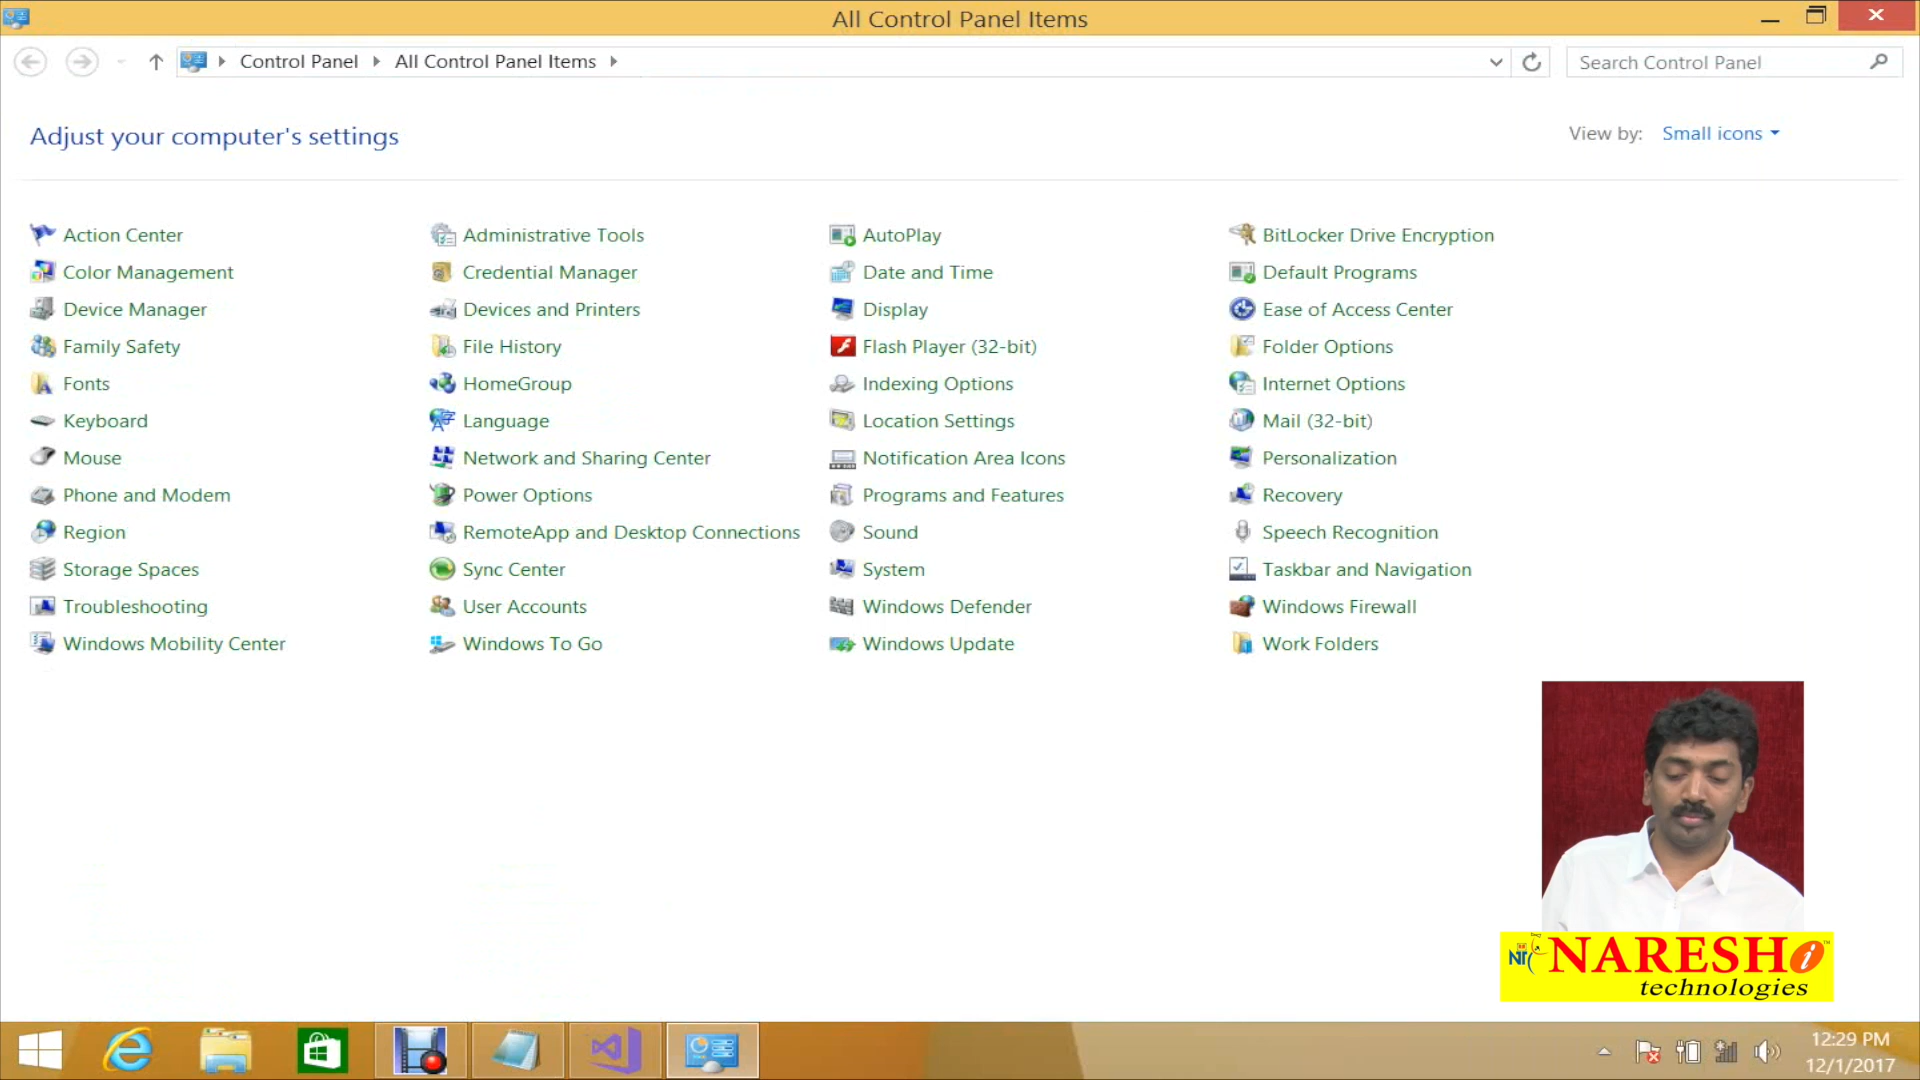 All Control Panel Items
Control Panel All Control Panel Items
Search Control Panel
Adjust your computer's settings
View by: Small icons
Action Center Administrative Tools AutoPlay BitLocker Drive Encryption
Color Management Credential Manager Date and Time Default Programs
Device Manager Devices and Printers Display Ease of Access Center
Family Safety File History Flash Player (32-bit) Folder Options
Fonts HomeGroup Indexing Options Internet Options
Keyboard Language Location Settings Mail (32-bit)
Mouse Network and Sharing Center Notification Area Icons Personalization
Phone and Modem Power Options Programs and Features Recovery
Region RemoteApp and Desktop Connections Sound Speech Recognition
Storage Spaces Sync Center System Taskbar and Navigation
Troubleshooting User Accounts Windows Defender Windows Firewall
Windows Mobility Center Windows To Go Windows Update Work Folders
NARESH i
technologies
12:29 PM
12/1/2017